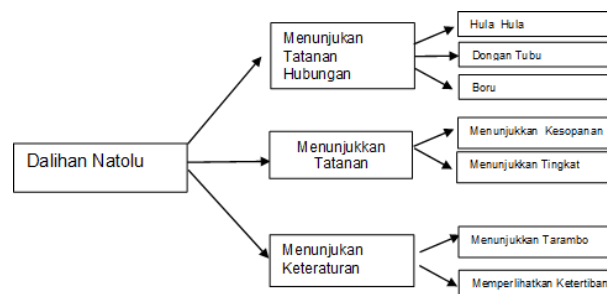 Dalihan Natolu
Menunjukan
Tatanan
Hubungan
Hula Hula
Dongan Tubu
Boru
Menunjukkan
Tatanan
Menunjukkan Kesopanan
Menunjukkan Tingkat
Menunjukan
Keteraturan
Menunjukkan Tarambo
Memperlihatkan Ketertiban